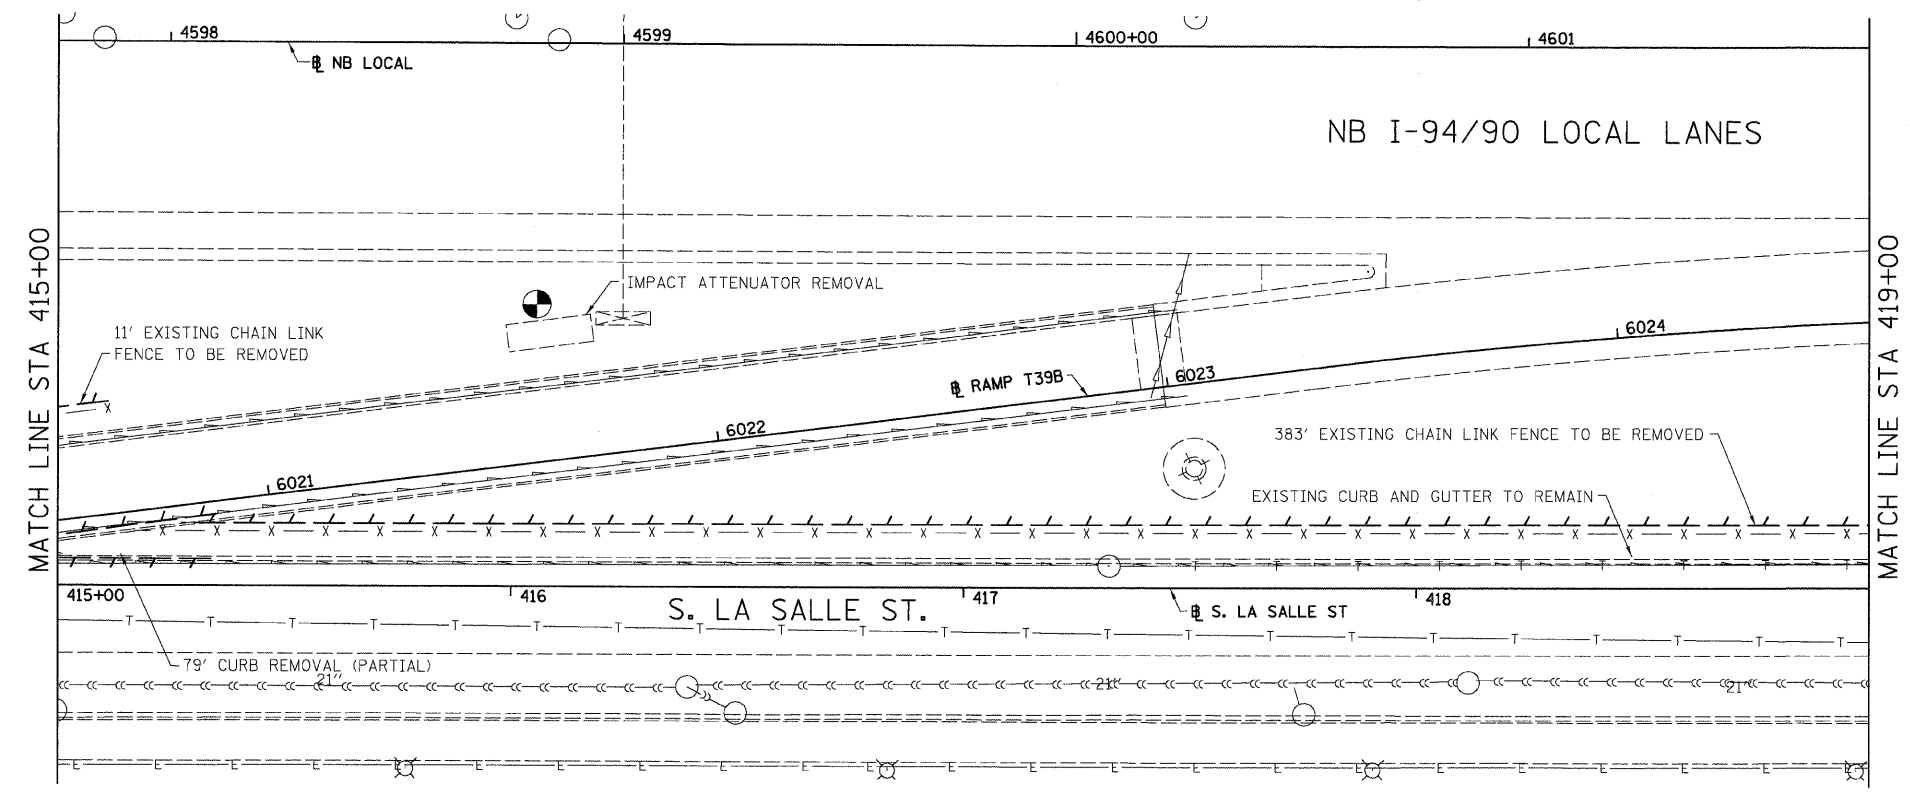 4598
4599
4600+00
4601
℄ NB LOCAL
NB I-94/90 LOCAL LANES
MATCH LINE STA 415+00
MATCH LINE STA 419+00
IMPACT ATTENUATOR REMOVAL
11' EXISTING CHAIN LINK
FENCE TO BE REMOVED
6024
6023
℄ RAMP T39B
6022
6021
383' EXISTING CHAIN LINK FENCE TO BE REMOVED
EXISTING CURB AND GUTTER TO REMAIN
415+00
416
417
418
S. LA SALLE ST.
℄ S. LA SALLE ST
79' CURB REMOVAL (PARTIAL)
21"
21"
21"